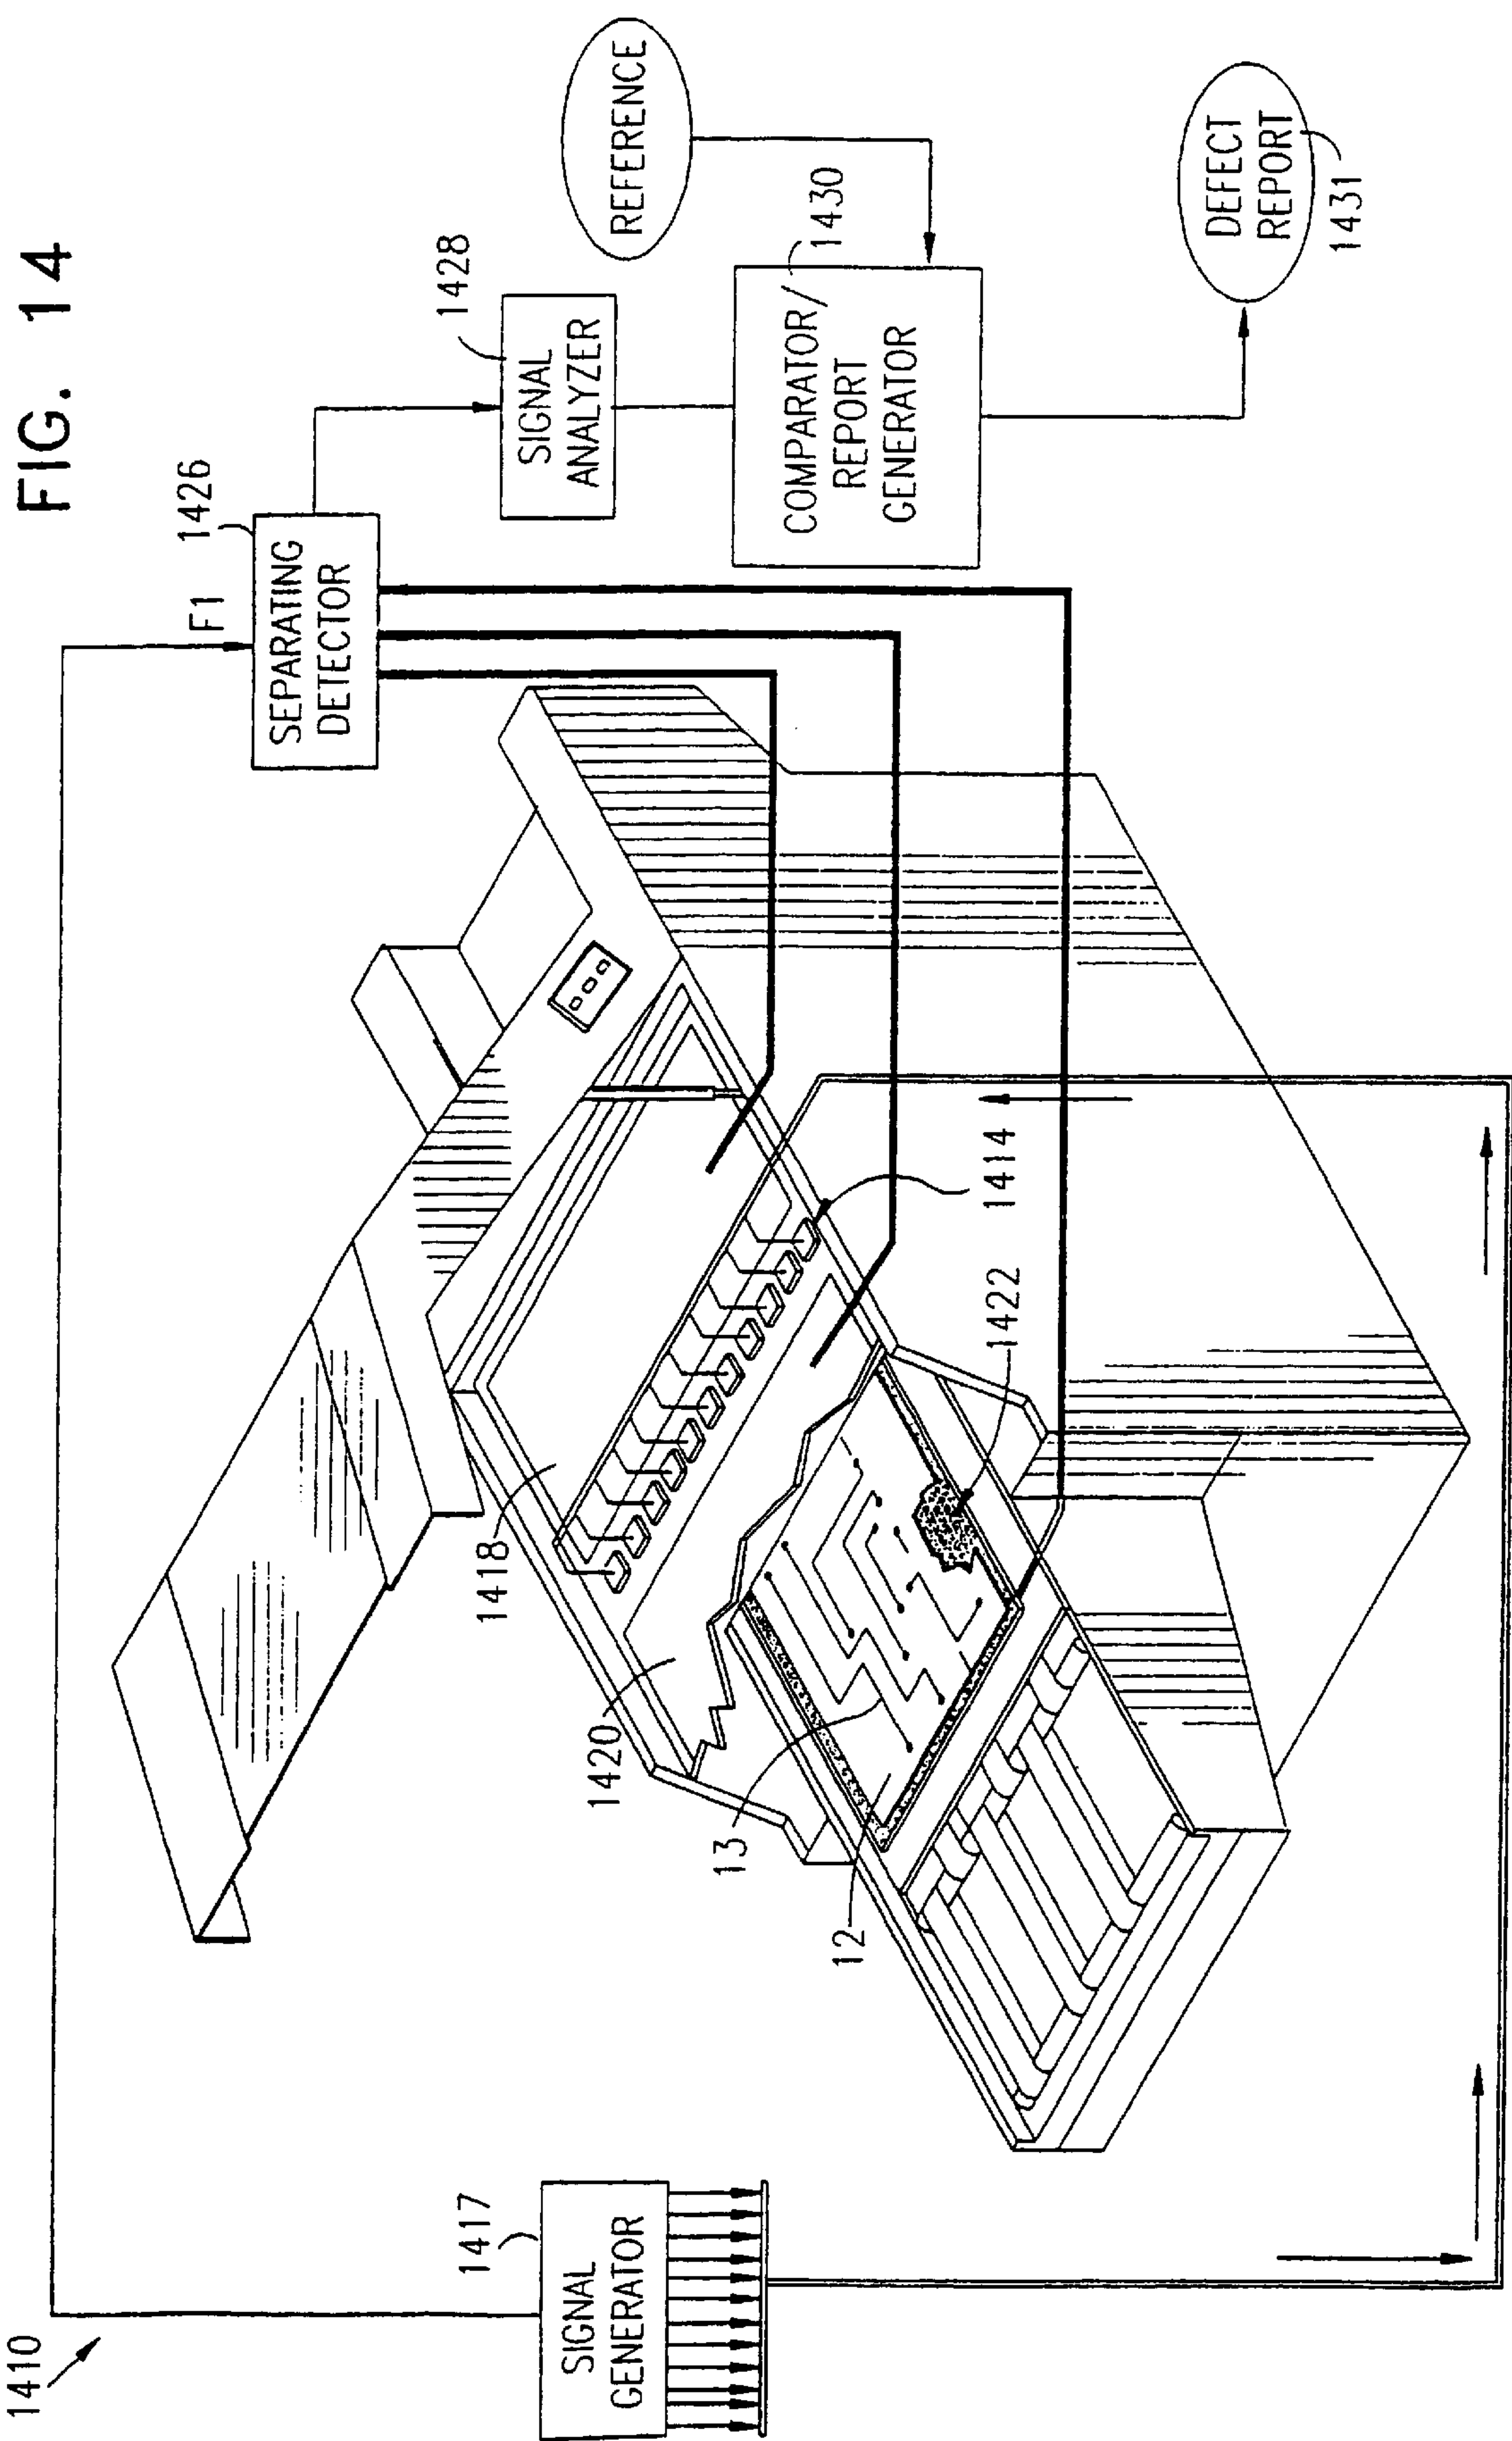 FIG. 14
1410
1417
SIGNAL
GENERATOR
F1
1426
SEPARATING
DETECTOR
1428
SIGNAL
ANALYZER
REFERENCE
1430
COMPARATOR/
REPORT
GENERATOR
DEFECT
REPORT
1431
1418
1420
13
12
1414
1422